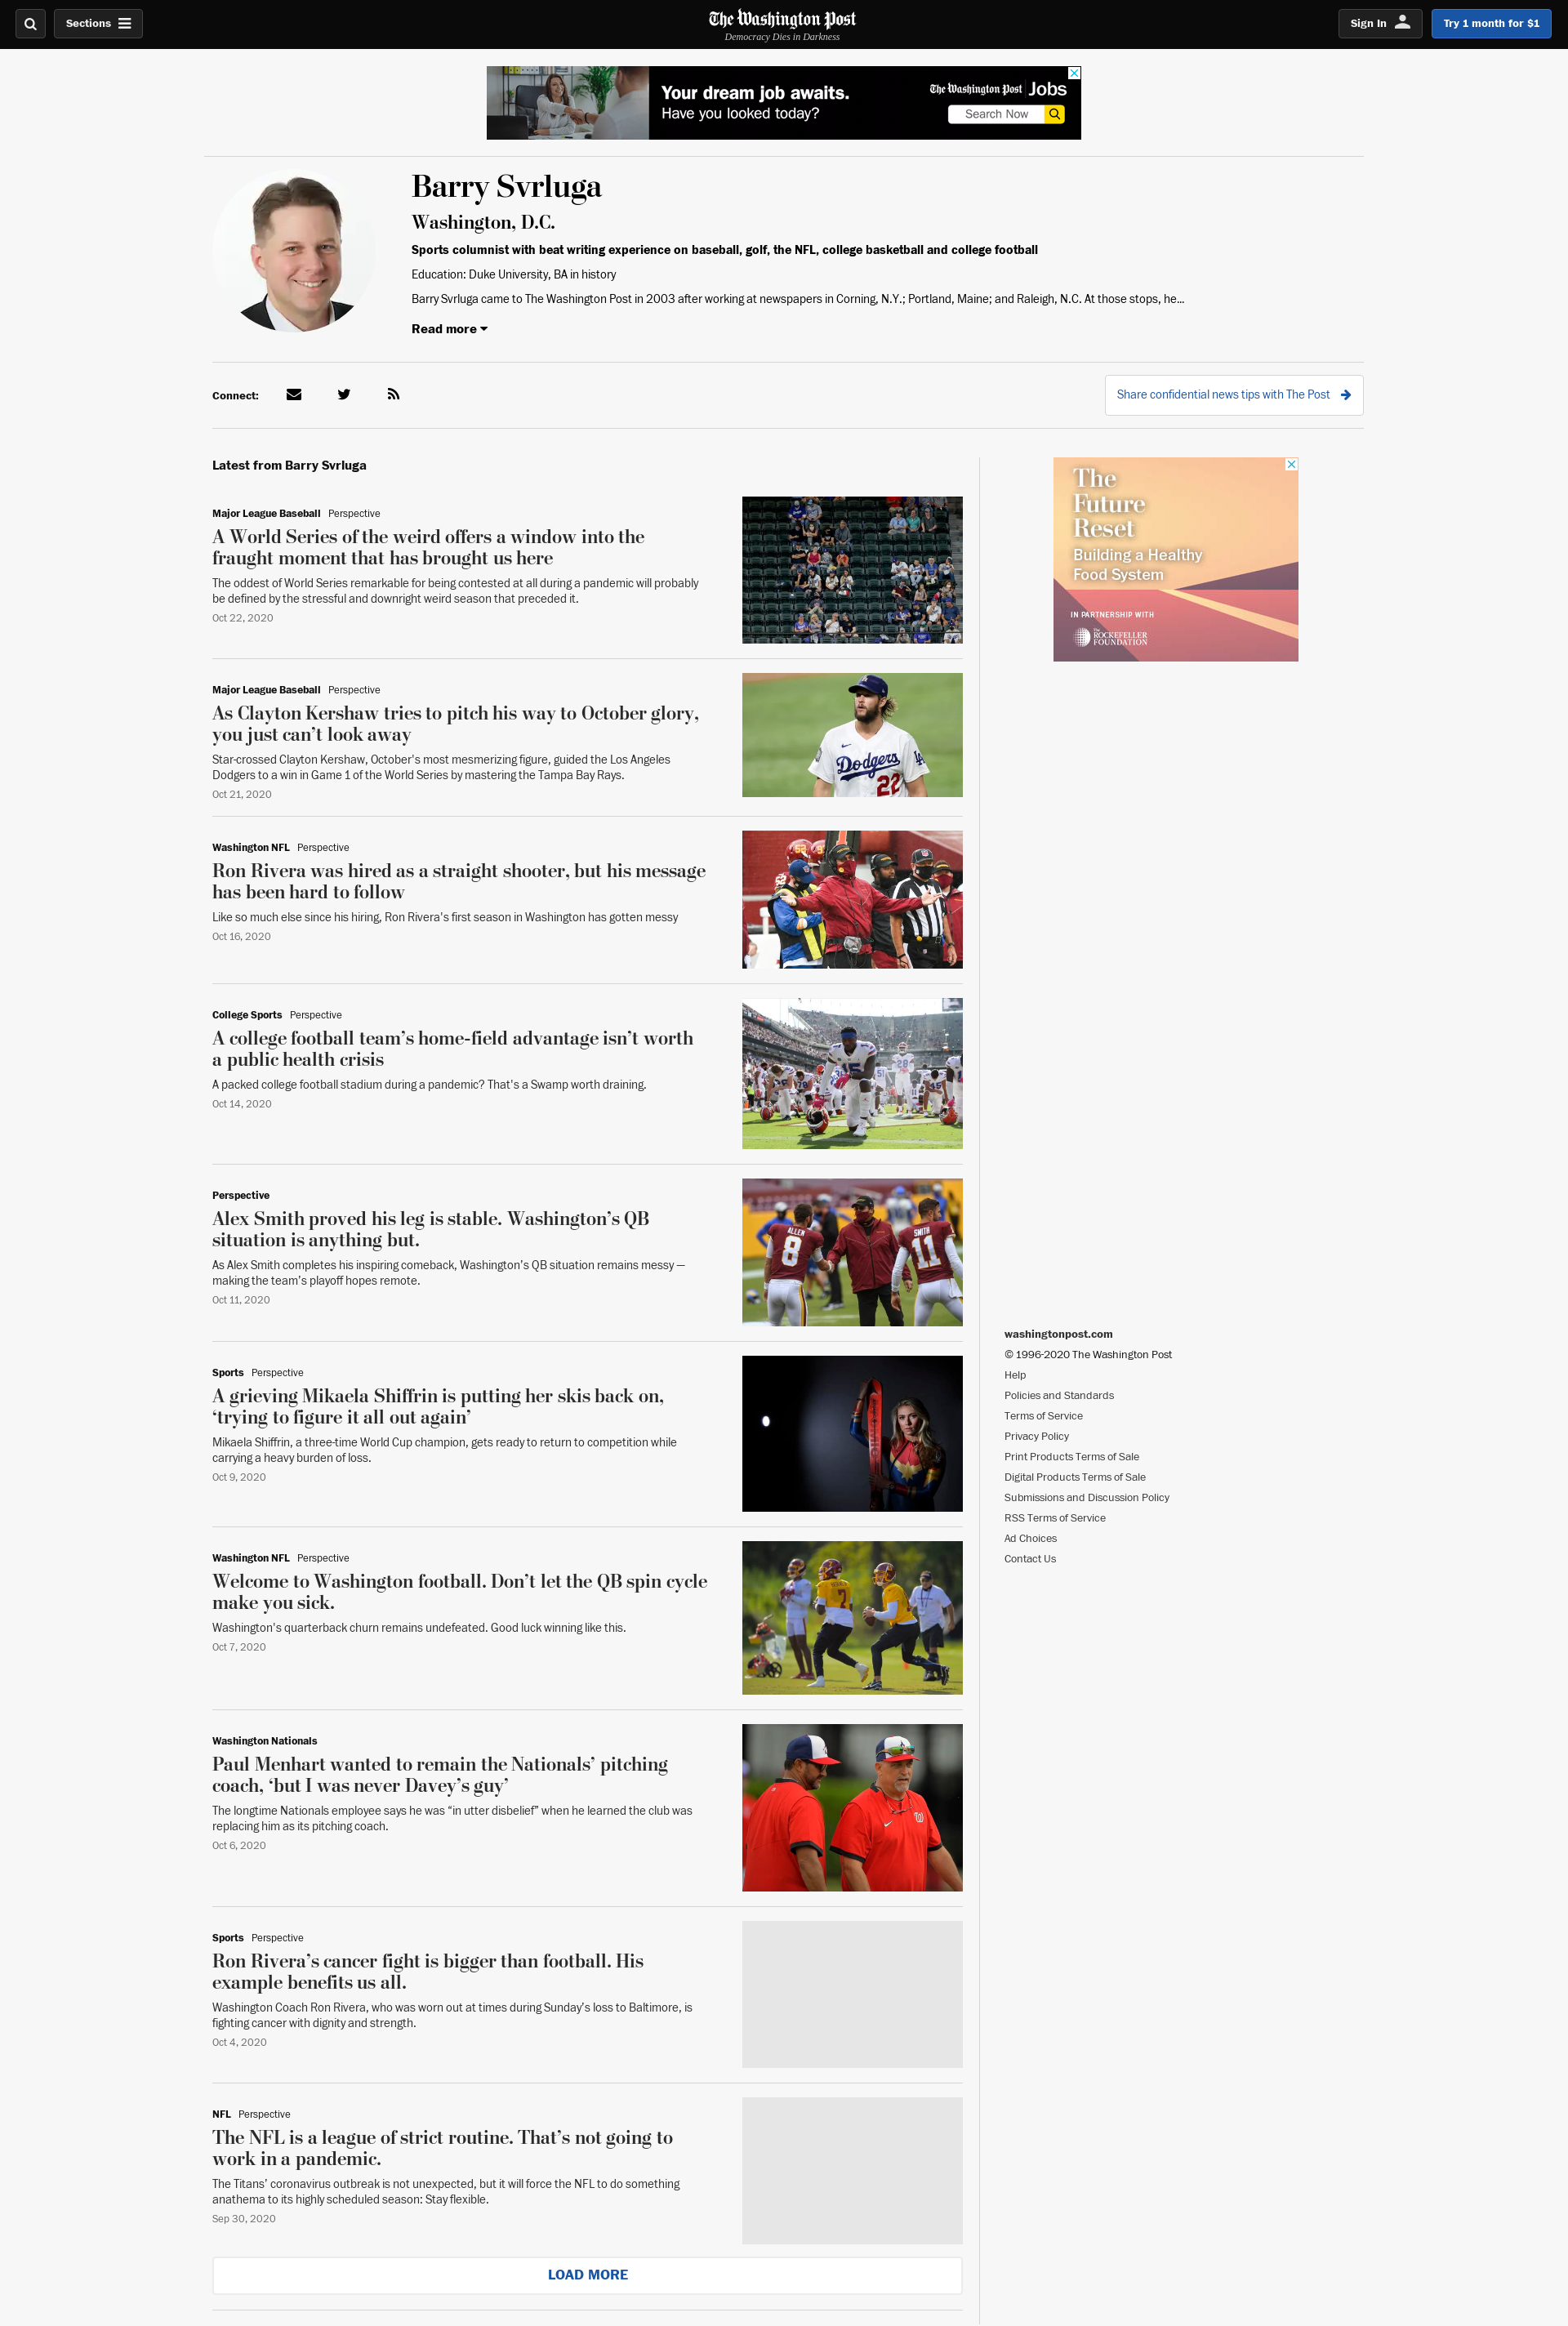 Sections
The Washington Post
Democracy Dies in Darkness
Sign In
Try 1 month for $1
Your dream job awaits.
Have you looked today?
The Washington Post Jobs
Search Now
Barry Svrluga
Washington, D.C.
Sports columnist with beat writing experience on baseball, golf, the NFL, college basketball and college football
Education: Duke University, BA in history
Barry Svrluga came to The Washington Post in 2003 after working at newspapers in Corning, N.Y.; Portland, Maine; and Raleigh, N.C. At those stops, he...
Read more
Connect:
Share confidential news tips with The Post
Latest from Barry Svrluga
Major League Baseball Perspective
A World Series of the weird offers a window into the
fraught moment that has brought us here
The oddest of World Series remarkable for being contested at all during a pandemic will probably
be defined by the stressful and downright weird season that preceded it.
Oct 22, 2020
Major League Baseball Perspective
As Clayton Kershaw tries to pitch his way to October glory,
you just can’t look away
Star-crossed Clayton Kershaw, October's most mesmerizing figure, guided the Los Angeles
Dodgers to a win in Game 1 of the World Series by mastering the Tampa Bay Rays.
Oct 21, 2020
Dodgers
22
LA
Washington NFL Perspective
Ron Rivera was hired as a straight shooter, but his message
has been hard to follow
Like so much else since his hiring, Ron Rivera's first season in Washington has gotten messy
Oct 16, 2020
College Sports Perspective
A college football team’s home-field advantage isn’t worth
a public health crisis
A packed college football stadium during a pandemic? That's a Swamp worth draining.
Oct 14, 2020
Perspective
Alex Smith proved his leg is stable. Washington’s QB
situation is anything but.
As Alex Smith completes his inspiring comeback, Washington's QB situation remains messy —
making the team's playoff hopes remote.
Oct 11, 2020
ALLEN
8
SMITH
11
Sports Perspective
A grieving Mikaela Shiffrin is putting her skis back on,
‘trying to figure it all out again’
Mikaela Shiffrin, a three-time World Cup champion, gets ready to return to competition while
carrying a heavy burden of loss.
Oct 9, 2020
Washington NFL Perspective
Welcome to Washington football. Don’t let the QB spin cycle
make you sick.
Washington's quarterback churn remains undefeated. Good luck winning like this.
Oct 7, 2020
7
Washington Nationals
Paul Menhart wanted to remain the Nationals’ pitching
coach, ‘but I was never Davey’s guy’
The longtime Nationals employee says he was “in utter disbelief” when he learned the club was
replacing him as its pitching coach.
Oct 6, 2020
Sports Perspective
Ron Rivera’s cancer fight is bigger than football. His
example benefits us all.
Washington Coach Ron Rivera, who was worn out at times during Sunday's loss to Baltimore, is
fighting cancer with dignity and strength.
Oct 4, 2020
NFL Perspective
The NFL is a league of strict routine. That’s not going to
work in a pandemic.
The Titans’ coronavirus outbreak is not unexpected, but it will force the NFL to do something
anathema to its highly scheduled season: Stay flexible.
Sep 30, 2020
LOAD MORE
The
Future
Reset
Building a Healthy
Food System
IN PARTNERSHIP WITH
The
ROCKEFELLER
FOUNDATION
washingtonpost.com
© 1996-2020 The Washington Post
Help
Policies and Standards
Terms of Service
Privacy Policy
Print Products Terms of Sale
Digital Products Terms of Sale
Submissions and Discussion Policy
RSS Terms of Service
Ad Choices
Contact Us